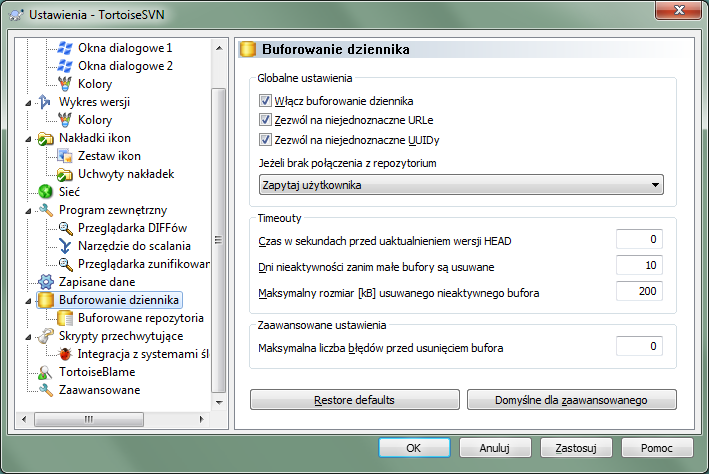 Ustawienia - TortoiseSVN
Okna dialogowe 1
Okna dialogowe 2
Kolory
Wykres wersji
Kolory
Nakładki ikon
Zestaw ikon
Uchwyty nakładek
Sieć
Program zewnętrzny
Przeglądarka DIFFów
Narzędzie do scalania
Przeglądarka zunifikowan
Zapisane dane
Buforowanie dziennika
Buforowane repozytoria
Skrypty przechwytujące
Integracja z systemami śl
TortoiseBlame
Zaawansowane
Buforowanie dziennika
Globalne ustawienia
Włącz buforowanie dziennika
Zezwól na niejednoznaczne URLe
Zezwól na niejednoznaczne UUIDy
Jeżeli brak połączenia z repozytorium
Zapytaj użytkownika
Timeouty
Czas w sekundach przed uaktualnieniem wersji HEAD 0
Dni nieaktywności zanim małe bufory są usuwane 10
Maksymalny rozmiar [kB] usuwanego nieaktywnego bufora 200
Zaawansowane ustawienia
Maksymalna liczba błędów przed usunięciem bufora 0
Restore defaults
Domyślne dla zaawansowanego
OK
Anuluj
Zastosuj
Pomoc